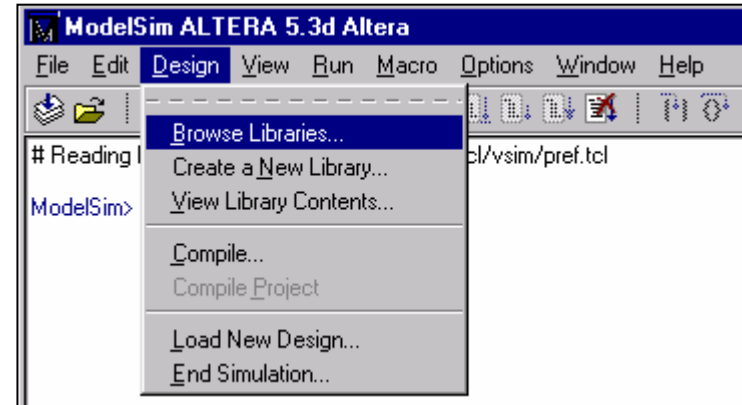 ModelSim ALTERA 5.3d Altera
File Edit Design View Run Macro Options Window Help
Browse Libraries...
# Reading cl/vsim/pref.tcl
Create a New Library...
ModelSim> View Library Contents...
Compile...
Compile Project
Load New Design...
End Simulation...